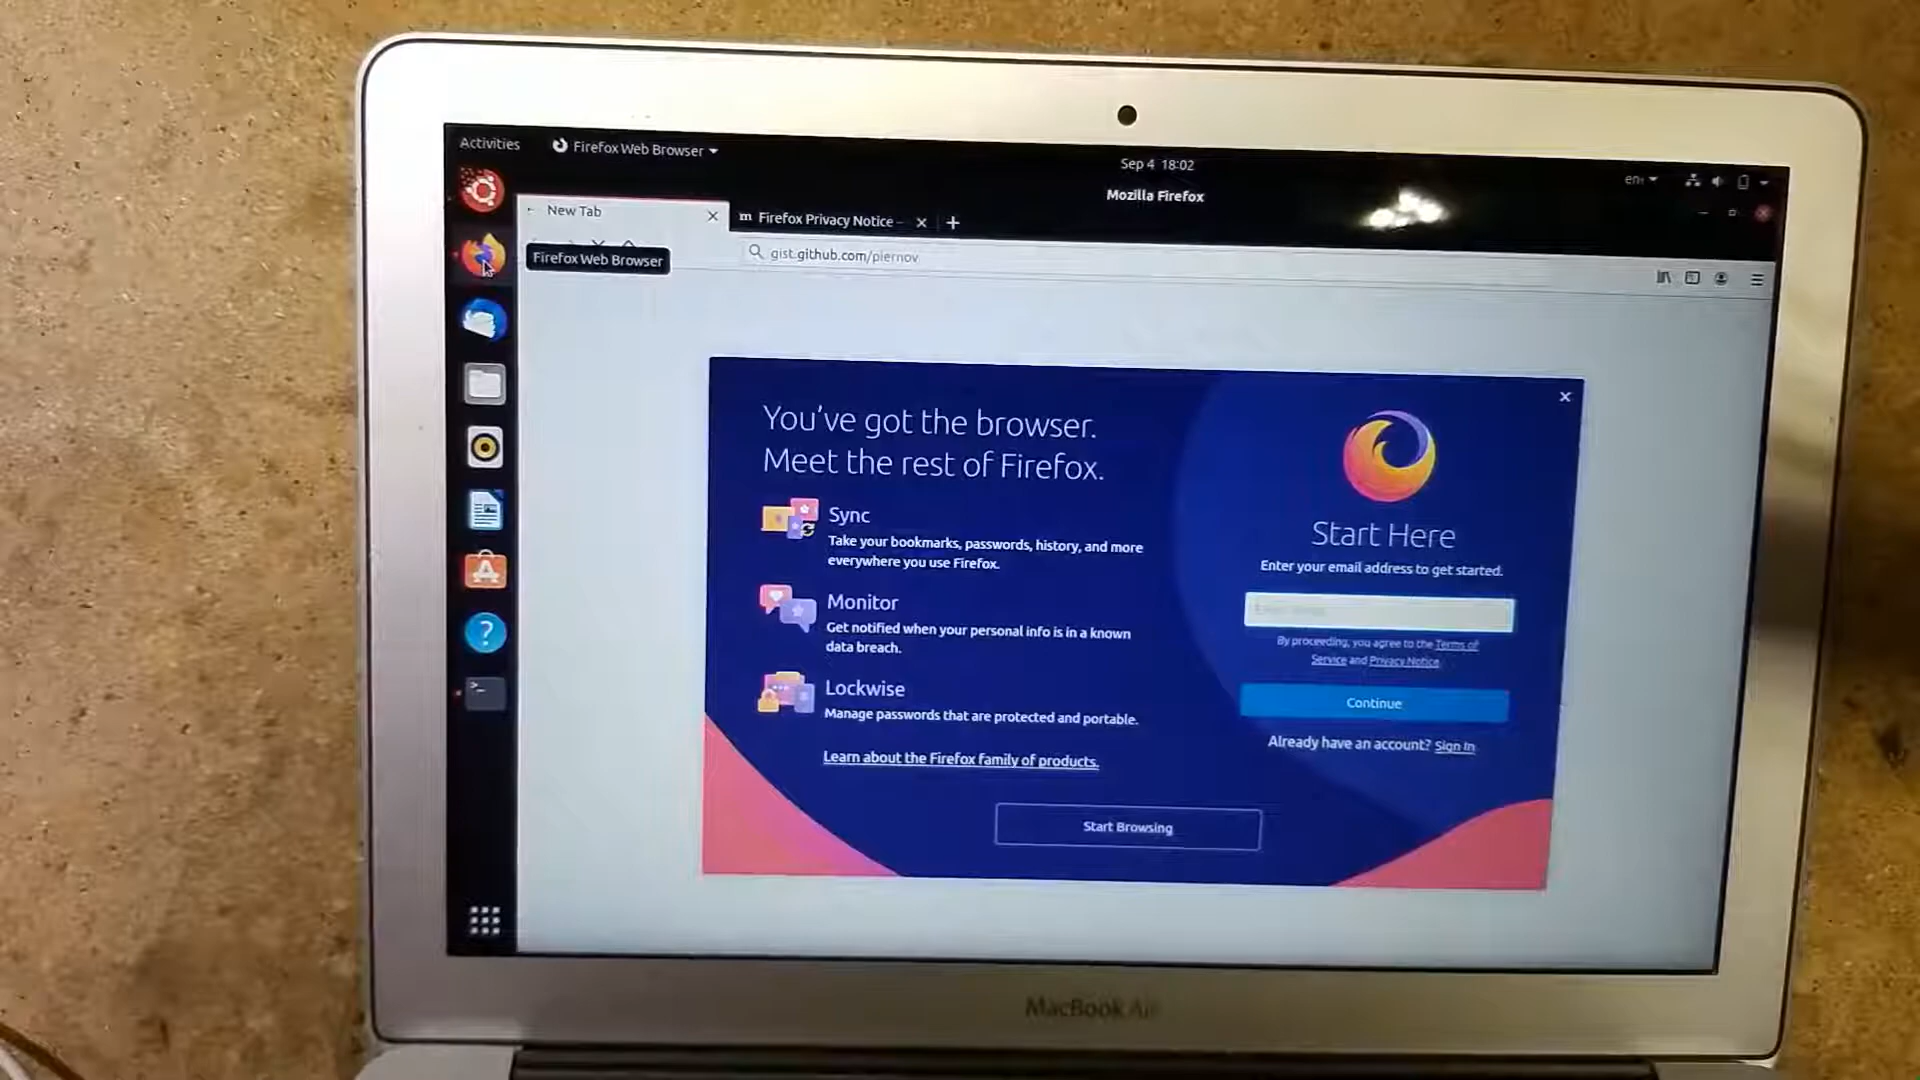 Activities
Firefox Web Browser
Sep 4 18:02
en
Mozilla Firefox
New Tab
m Firefox Privacy Notice –
Firefox Web Browser
gist.github.com/piernov
You've got the browser.
Meet the rest of Firefox.
Sync
Take your bookmarks, passwords, history, and more
everywhere you use Firefox.
Monitor
Get notified when your personal info is in a known
data breach.
Lockwise
Manage passwords that are protected and portable.
Learn about the Firefox family of products.
Start Here
Enter your email address to get started.
By proceeding, you agree to the Terms of
Service and Privacy Notice.
Continue
Already have an account? Sign In
Start Browsing
MacBook Air